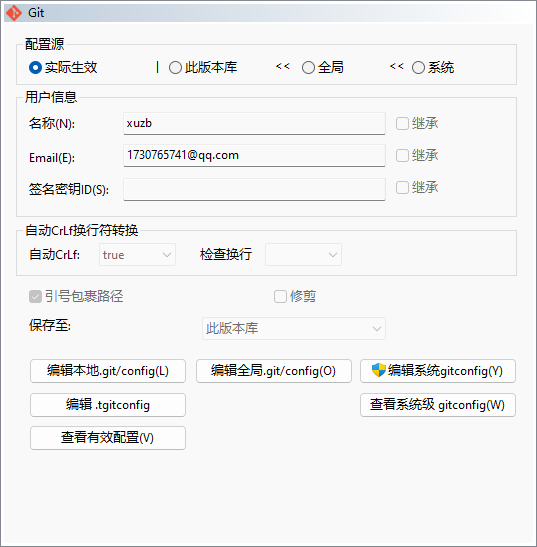 Git
配置源
实际生效 | 此版本库 << 全局 << 系统
用户信息
名称(N): xuzb 继承
Email(E): 1730765741@qq.com 继承
签名密钥ID(S): 继承
自动CrLf换行符转换
自动CrLf: true 检查换行
引号包裹路径 修剪
保存至: 此版本库
编辑本地.git/config(L) 编辑全局.git/config(O) 编辑系统gitconfig(Y)
编辑 .tgitconfig 查看系统级 gitconfig(W)
查看有效配置(V)